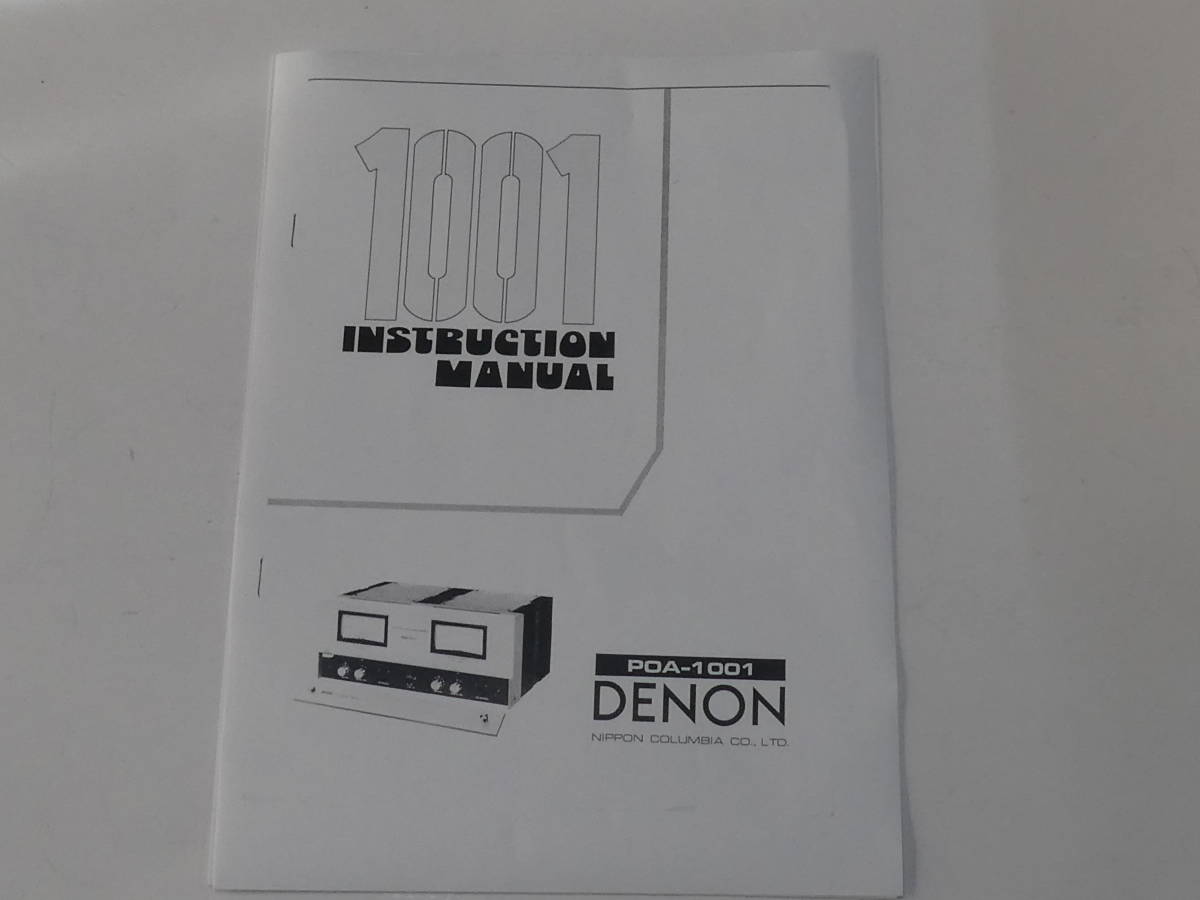 1001
INSTRUCTION
MANUAL
POA-1001
DENON
NIPPON COLUMBIA CO., LTD.